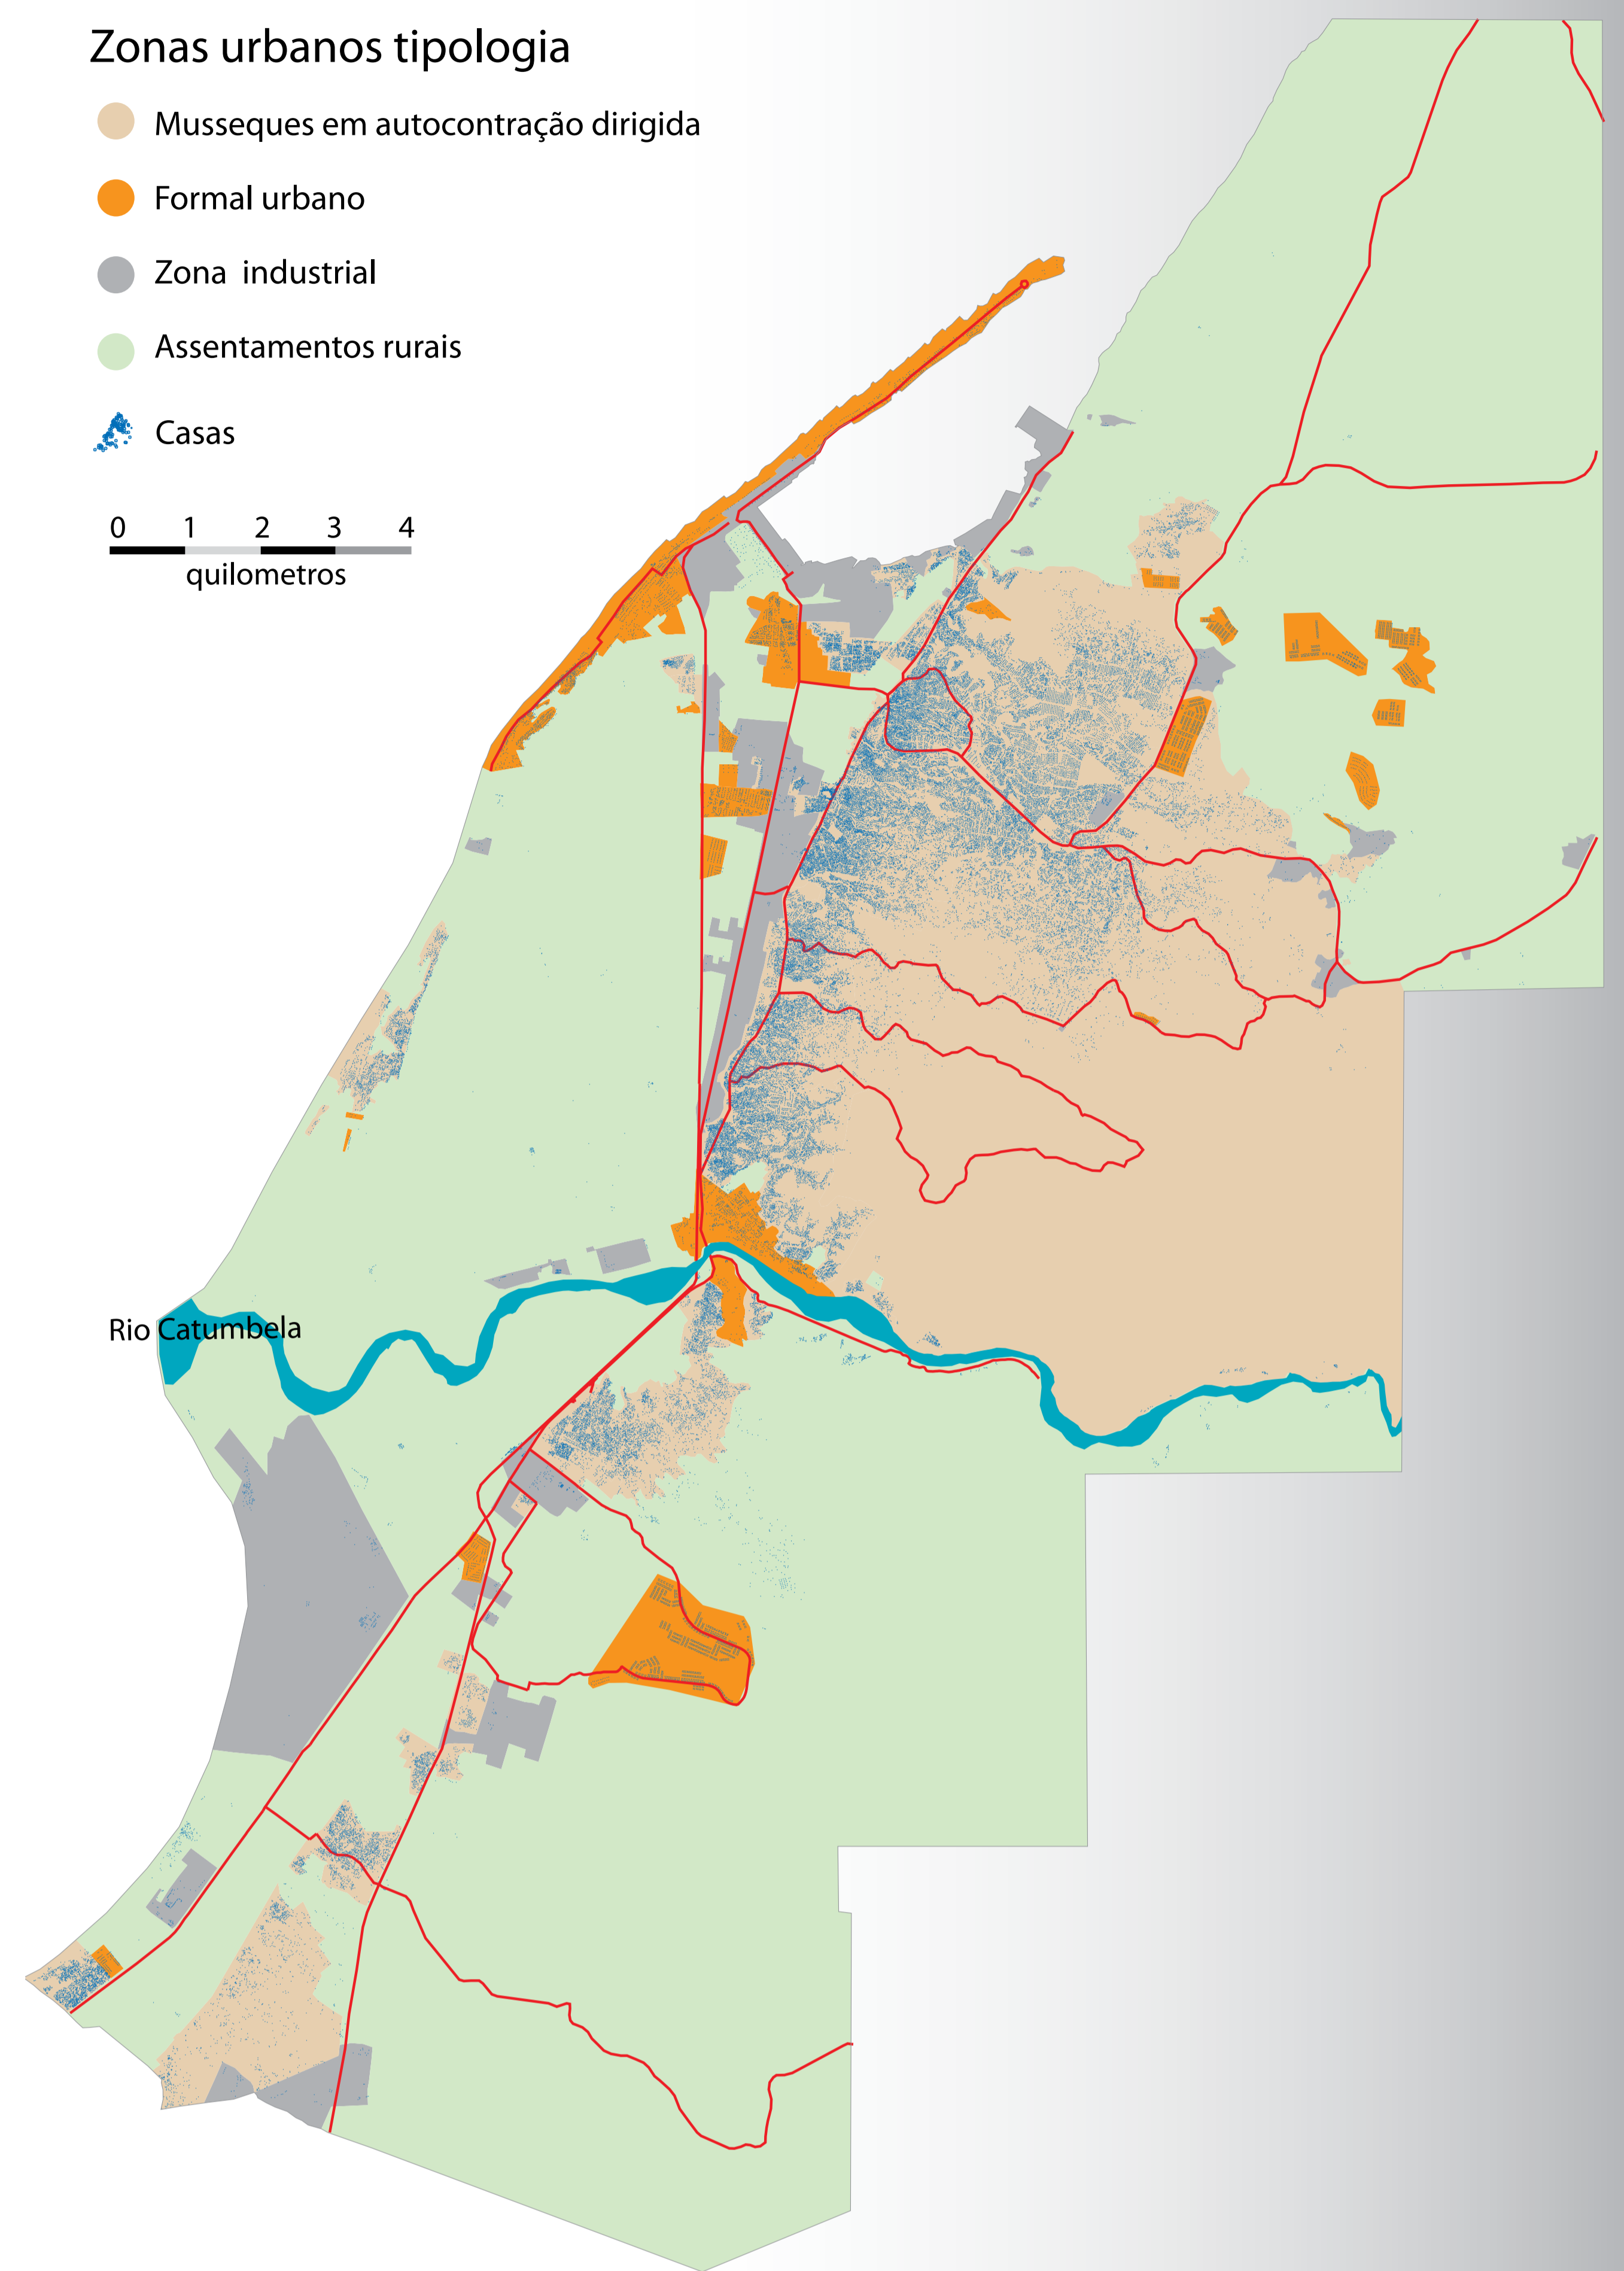 Zonas urbanos tipologia
Musseques em autocontração dirigida
Formal urbano
Zona industrial
Assentamentos rurais
Casas
0 1 2 3 4
quilometros
Rio Catumbela